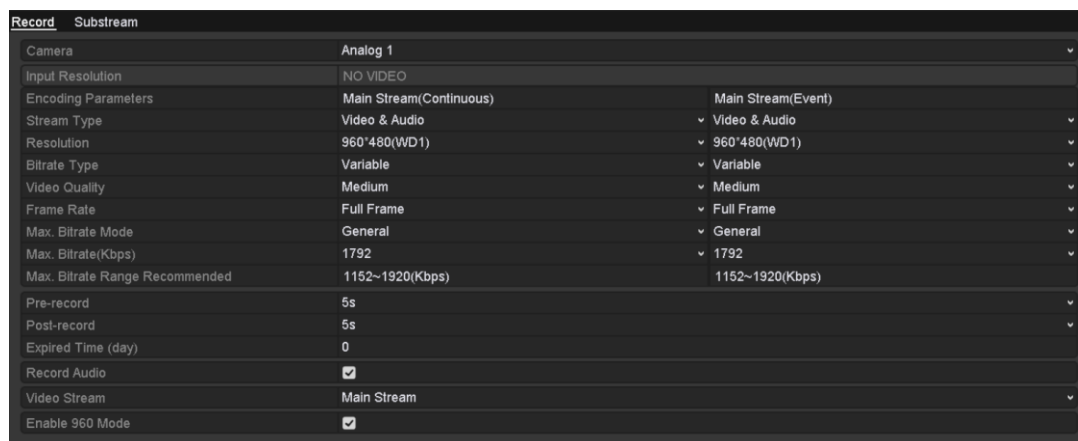 Record Substream
Camera Analog 1
Input Resolution NO VIDEO
Encoding Parameters Main Stream(Continuous) Main Stream(Event)
Stream Type Video & Audio Video & Audio
Resolution 960*480(WD1) 960*480(WD1)
Bitrate Type Variable Variable
Video Quality Medium Medium
Frame Rate Full Frame Full Frame
Max. Bitrate Mode General General
Max. Bitrate(Kbps) 1792 1792
Max. Bitrate Range Recommended 1152~1920(Kbps) 1152~1920(Kbps)
Pre-record 5s
Post-record 5s
Expired Time (day) 0
Record Audio
Video Stream Main Stream
Enable 960 Mode